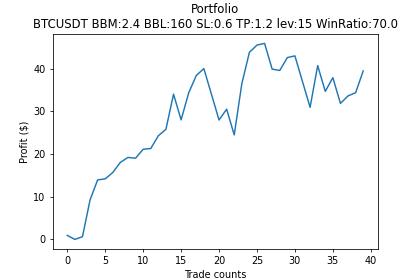 Portfolio
BTCUSDT BBM:2.4 BBL:160 SL:0.6 TP:1.2 lev:15 WinRatio:70.0
40
30
20
10
0
Profit ($)
0 5 10 15 20 25 30 35 40
Trade counts